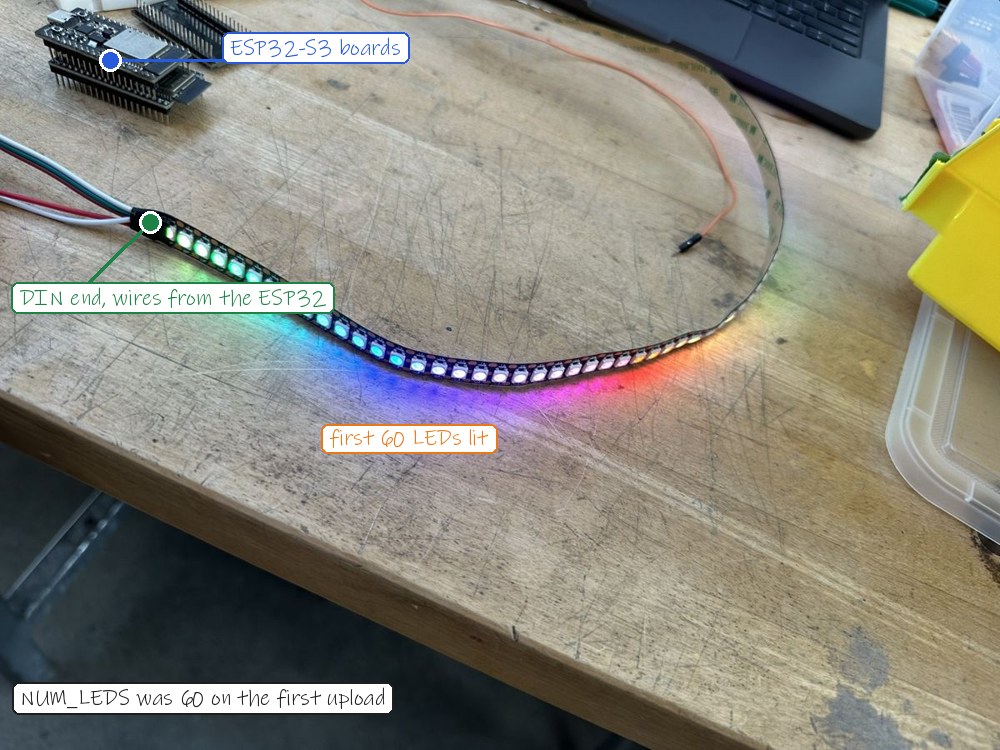 ESP32-S3 boards
DIN end, wires from the ESP32
first 60 LEDs lit
NUM_LEDS was 60 on the first upload